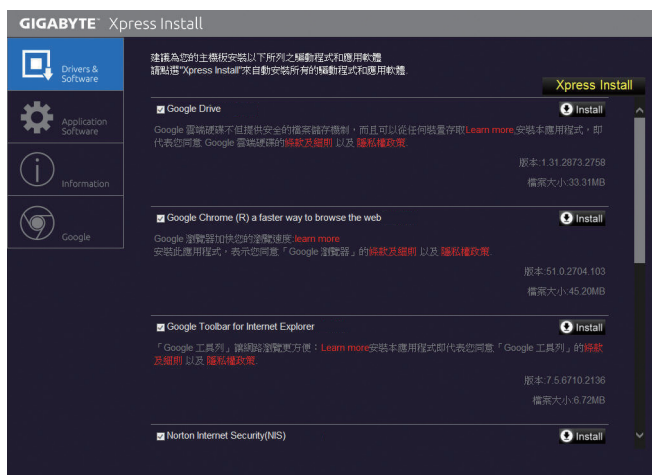 GIGABYTE™ Xpress Install
Drivers &
Software
Application
Software
Information
Google
建議為您的主機板安裝以下所列之驅動程式和應用軟體
請點選"Xpress Install"來自動安裝所有的驅動程式和應用軟體.
Xpress Install
Google Drive
Install
Google 雲端硬碟不但提供安全的檔案儲存機制，而且可以從任何裝置存取Learn more,安裝本應用程式，即
代表您同意 Google 雲端硬碟的條款及細則 以及 隱私權政策.
版本:1.31.2873.2758
檔案大小:33.31MB
Google Chrome (R) a faster way to browse the web
Install
Google 瀏覽器加快您的瀏覽速度:learn more
安裝此應用程式，表示您同意「Google 瀏覽器」的條款及細則 以及 隱私權政策.
版本:51.0.2704.103
檔案大小:45.20MB
Google Toolbar for Internet Explorer
Install
「Google 工具列」讓網路瀏覽更方便：Learn more安裝本應用程式即代表您同意「Google 工具列」的條款
及細則 以及 隱私權政策.
版本:7.5.6710.2136
檔案大小:6.72MB
Norton Internet Security(NIS)
Install